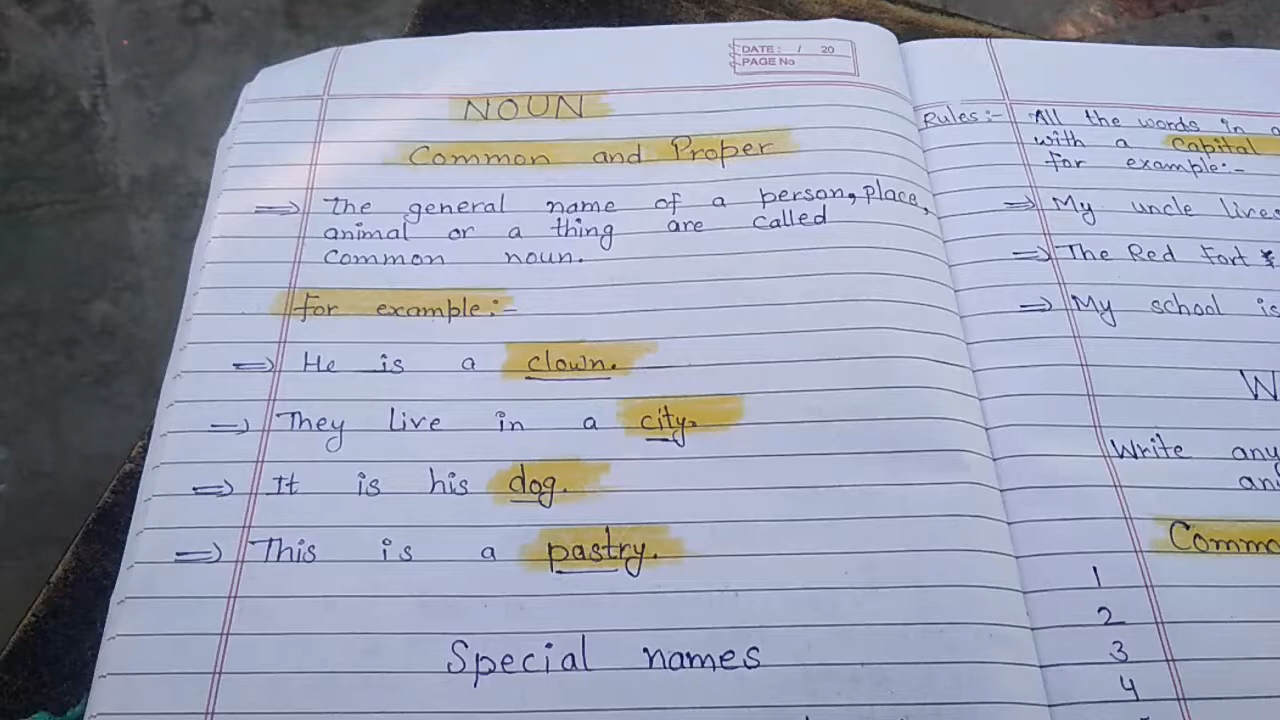 DATE: / 20
PAGE No
NOUN
Common and Proper
⇒ The general name of a person, place,
animal or a thing are called
common noun.
for example:-
⇒ He is a clown.
⇒ They live in a city.
⇒ It is his dog.
⇒ This is a pastry.
Special names
Rules:- All the words in a
with a capital
for example:-
⇒ My uncle lives
⇒ The Red Fort
⇒ My school is
W
Write any
an
Commo
1
2
3
4